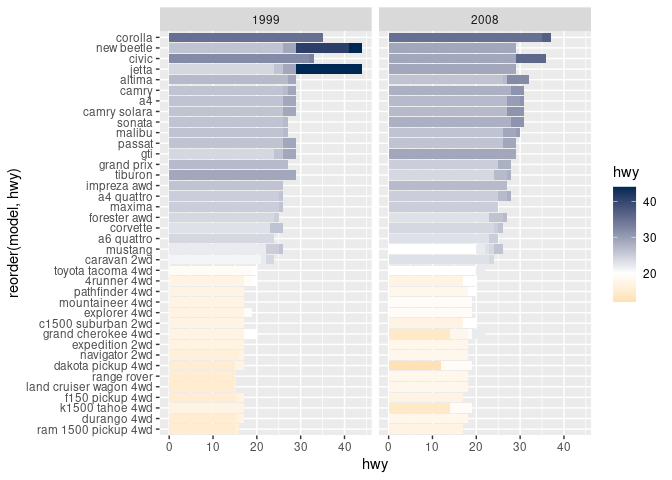 1999
2008
corolla
new beetle
civic
jetta
altima
camry
a4
camry solara
sonata
malibu
passat
gti
grand prix
tiburon
impreza awd
a4 quattro
maxima
forester awd
corvette
a6 quattro
mustang
caravan 2wd
toyota tacoma 4wd
4runner 4wd
pathfinder 4wd
mountaineer 4wd
explorer 4wd
c1500 suburban 2wd
grand cherokee 4wd
expedition 2wd
navigator 2wd
dakota pickup 4wd
range rover
land cruiser wagon 4wd
f150 pickup 4wd
k1500 tahoe 4wd
durango 4wd
ram 1500 pickup 4wd
reorder(model, hwy)
0 10 20 30 40
0 10 20 30 40
hwy
hwy
40
30
20